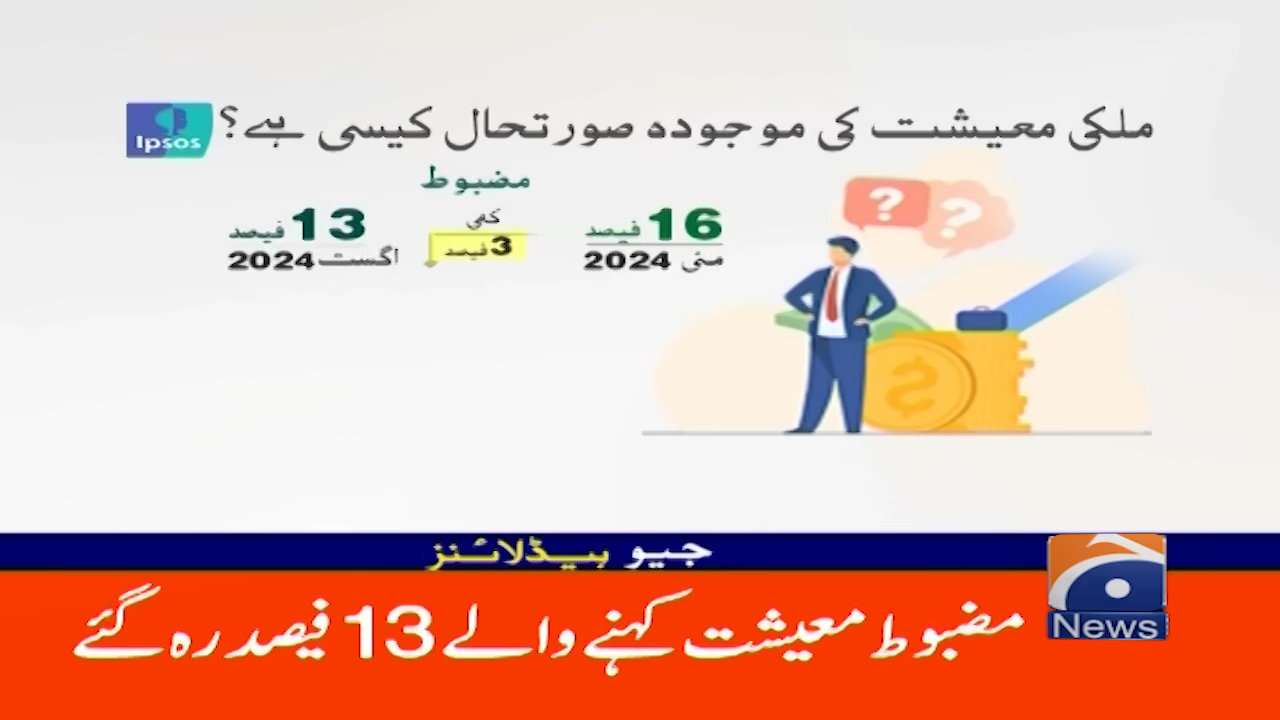 ملکی معیشت کی موجودہ صورتحال کیسی ہے؟
Ipsos
مضبوط
16 فیصد
مئی 2024
کمی
3 فیصد
13 فیصد
اگست 2024
جیو ہیڈلائنز
News
مضبوط معیشت کہنے والے 13 فیصد رہ گئے